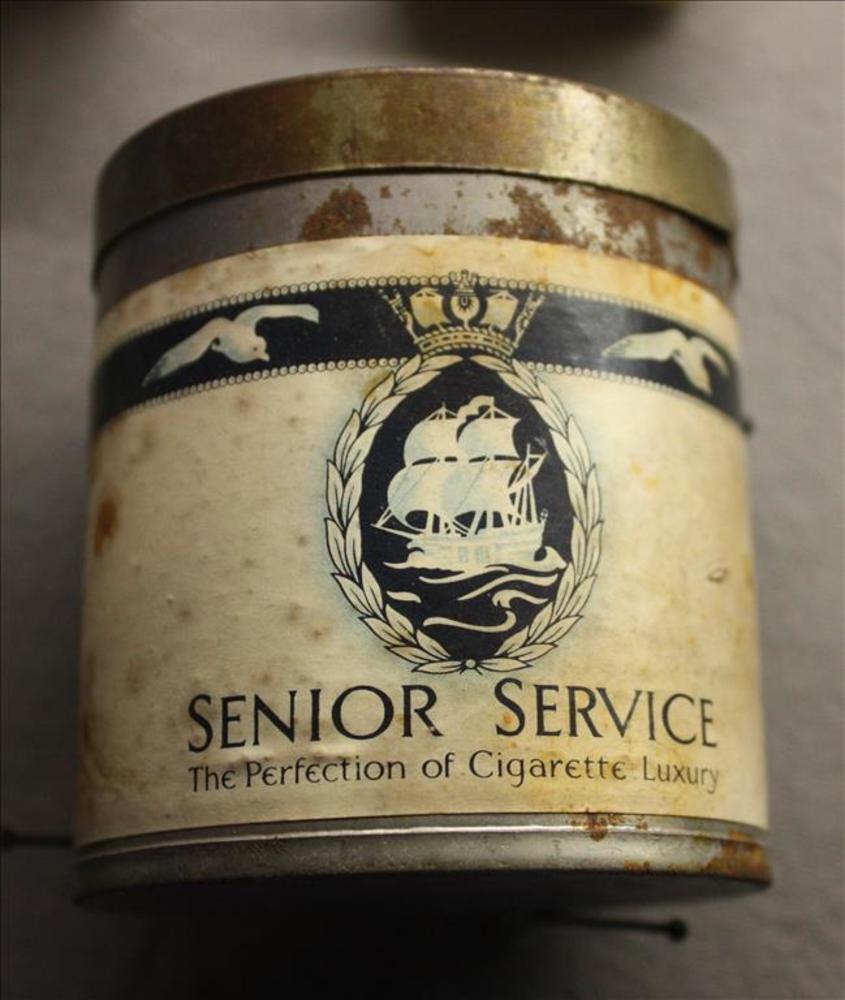 SENIOR SERVICE
The Perfection of Cigarette Luxury